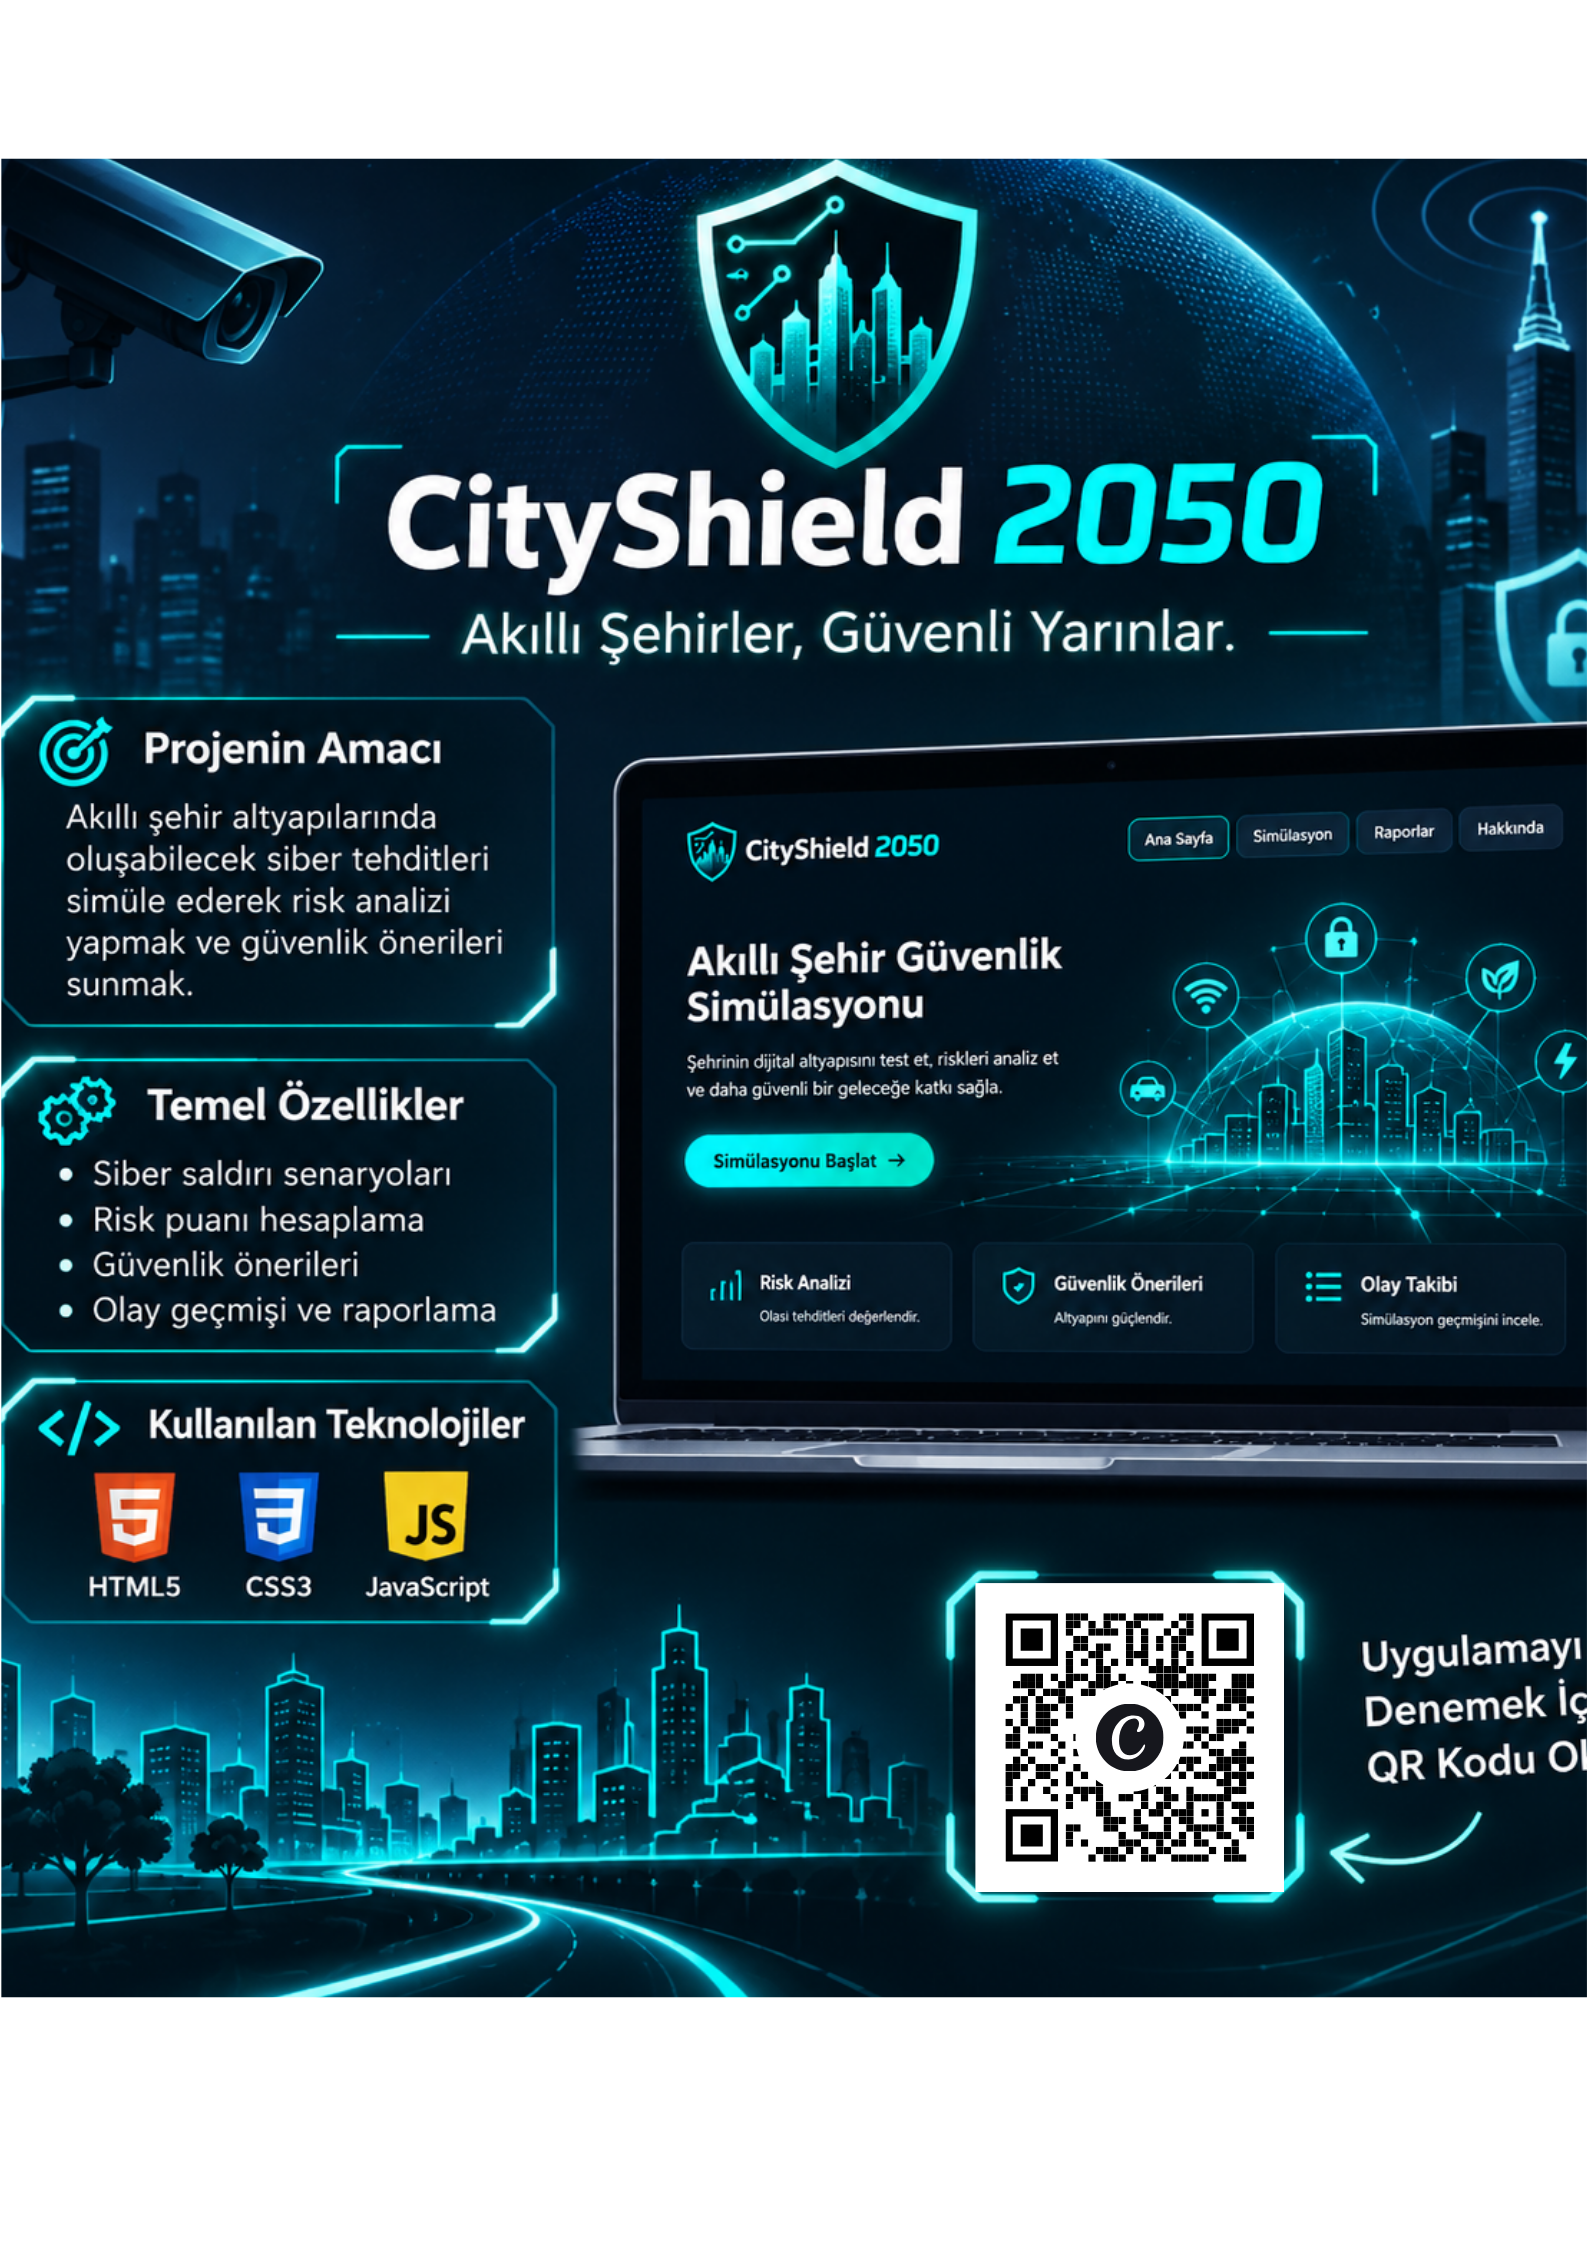 CityShield 2050
Akıllı Şehirler, Güvenli Yarınlar.
Projenin Amacı
Akıllı şehir altyapılarında
oluşabilecek siber tehditleri
simüle ederek risk analizi
yapmak ve güvenlik önerileri
sunmak.
Temel Özellikler
• Siber saldırı senaryoları
• Risk puanı hesaplama
• Güvenlik önerileri
• Olay geçmişi ve raporlama
Kullanılan Teknolojiler
JS
HTML5 CSS3 JavaScript
CityShield 2050
Ana Sayfa Simülasyon Raporlar Hakkında
Akıllı Şehir Güvenlik
Simülasyonu
Şehrinin dijital altyapısını test et, riskleri analiz et
ve daha güvenli bir geleceğe katkı sağla.
Simülasyonu Başlat →
Risk Analizi
Olası tehditleri değerlendir.
Güvenlik Önerileri
Altyapını güçlendir.
Olay Takibi
Simülasyon geçmişini incele.
C
Uygulamayı
Denemek
QR Kodu